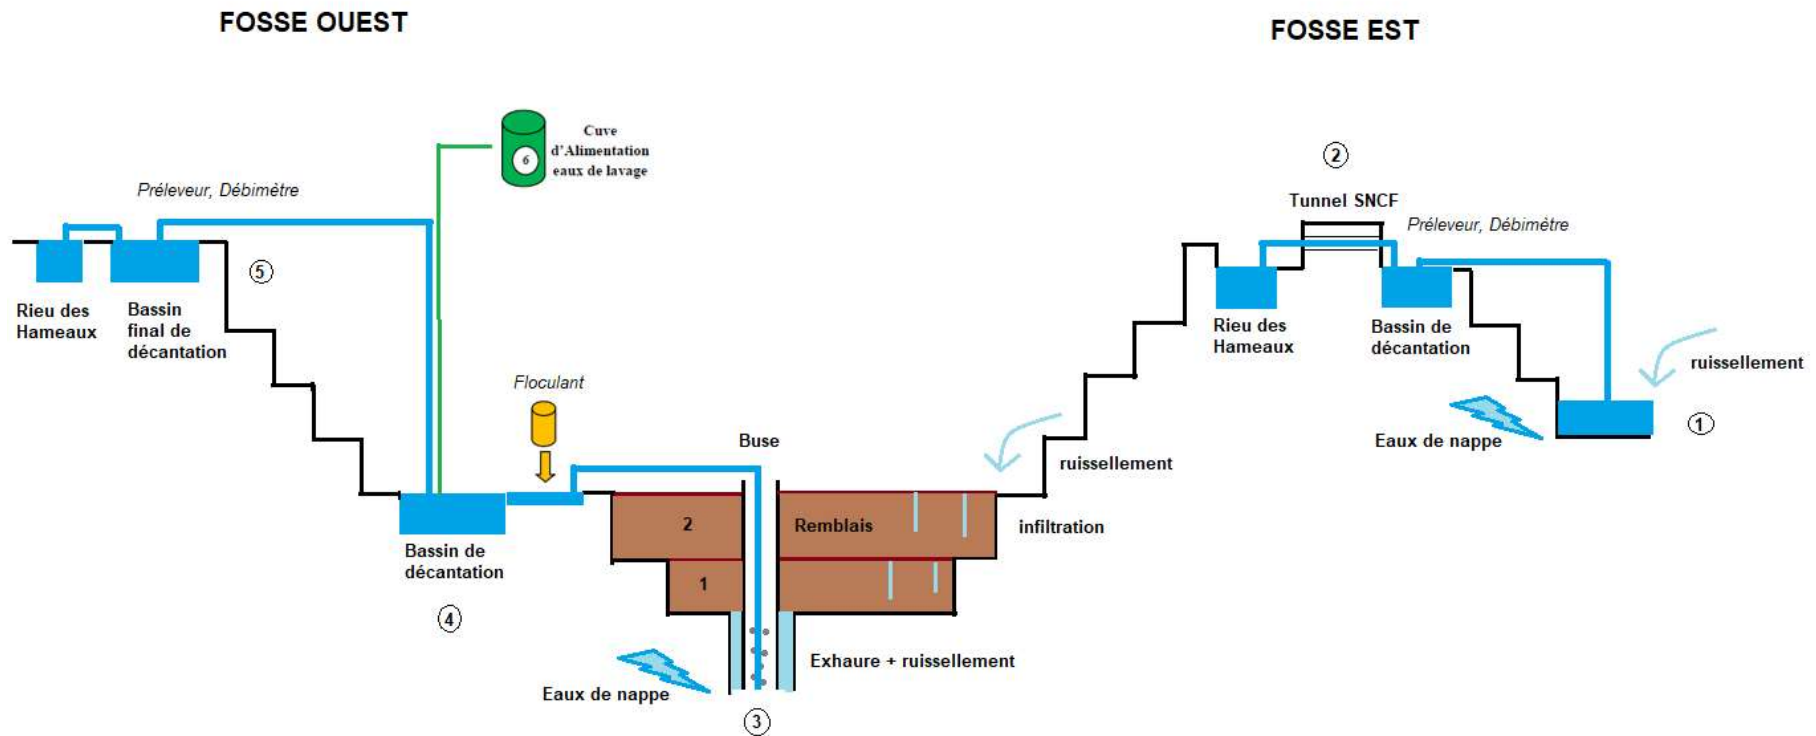 FOSSE OUEST
FOSSE EST
Cuve
d'Alimentation
eaux de lavage
6
2
Tunnel SNCF
Préleveur, Débimètre
Préleveur, Débimètre
5
Rieu des
Hameaux
Bassin
final de
décantation
Rieu des
Hameaux
Bassin de
décantation
ruissellement
Floculant
Buse
Eaux de nappe
1
ruissellement
2
Remblais
infiltration
Bassin de
décantation
1
4
Exhaure + ruissellement
Eaux de nappe
3